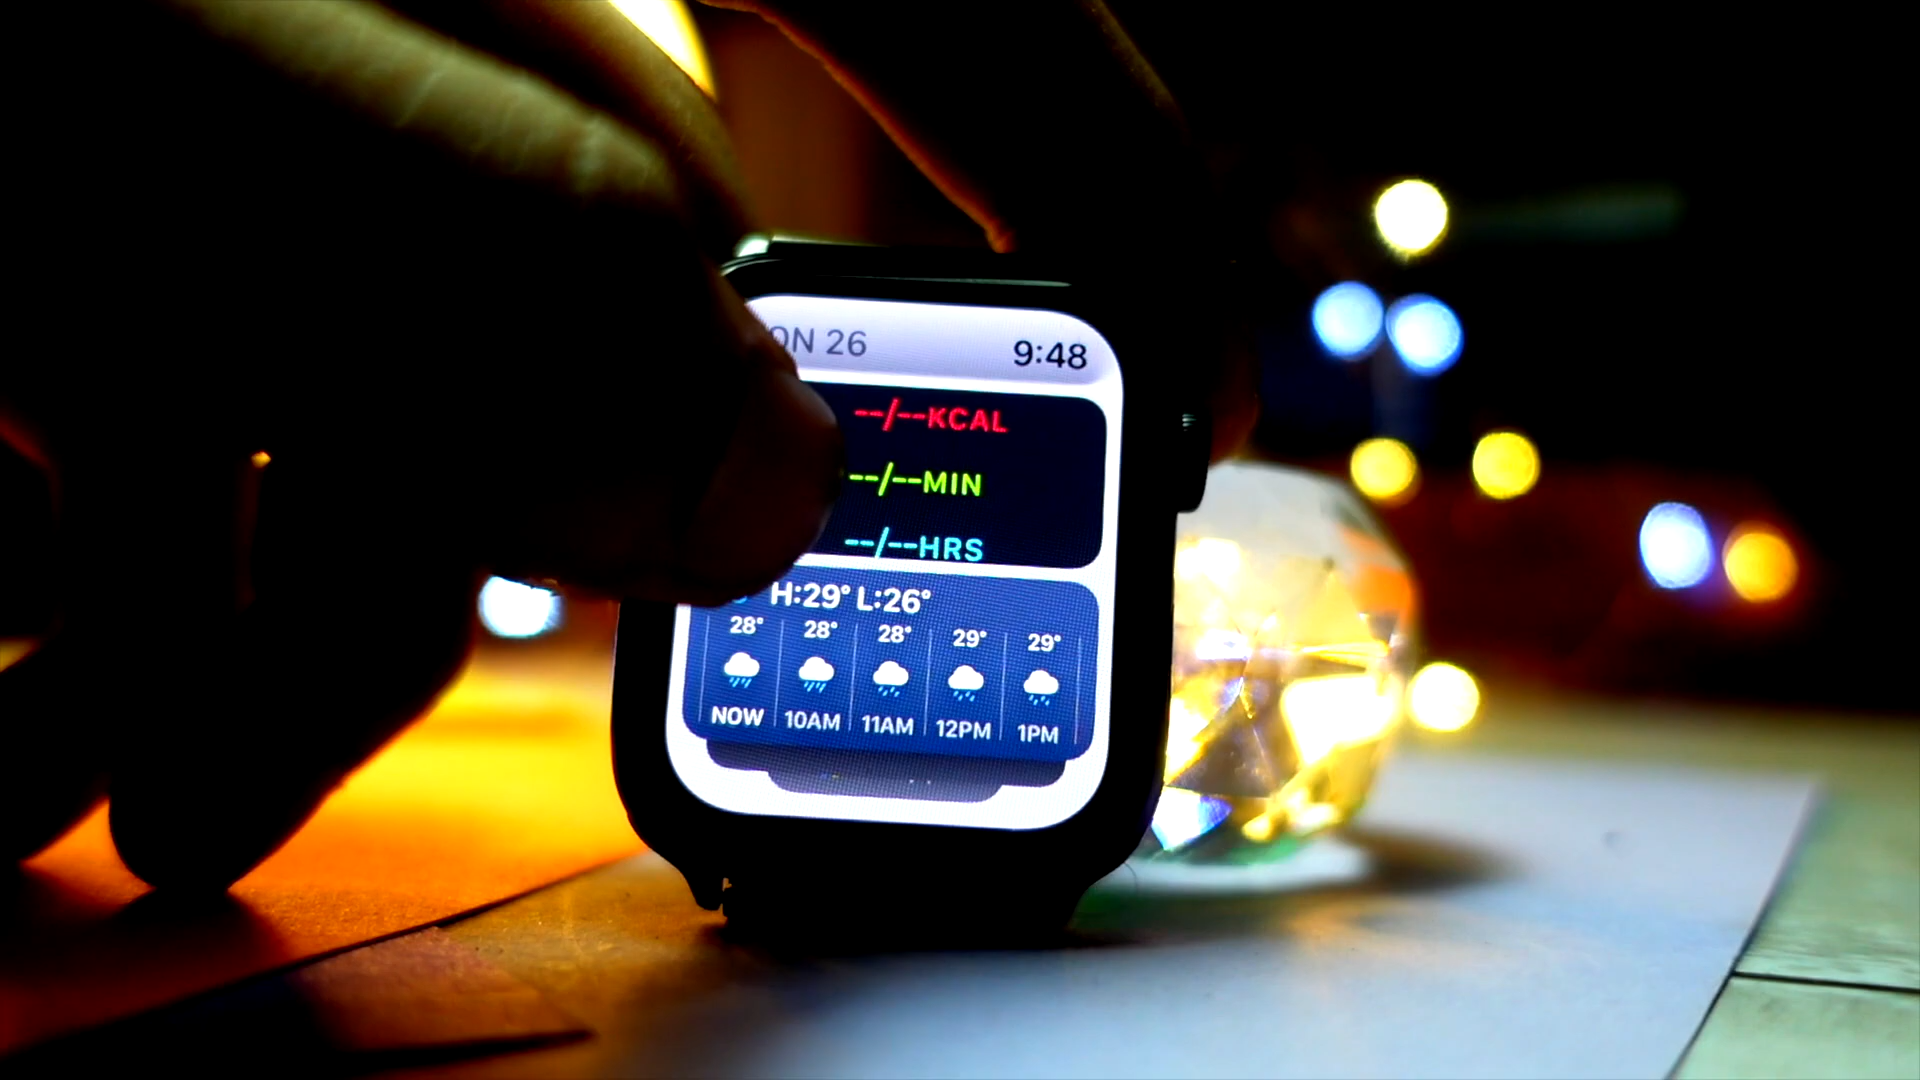 ON 26 9:48
--/--KCAL
--/--MIN
--/--HRS
H:29° L:26°
28° 28° 28° 29° 29°
NOW 10AM 11AM 12PM 1PM